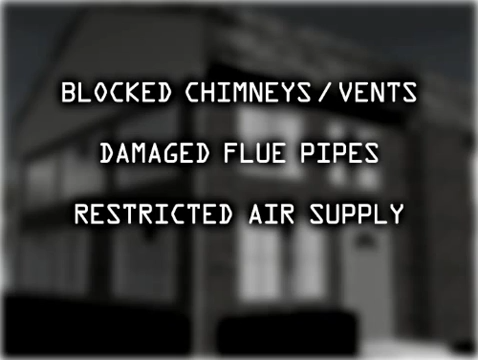 BLOCKED CHIMNEYS/VENTS
DAMAGED FLUE PIPES
RESTRICTED AIR SUPPLY